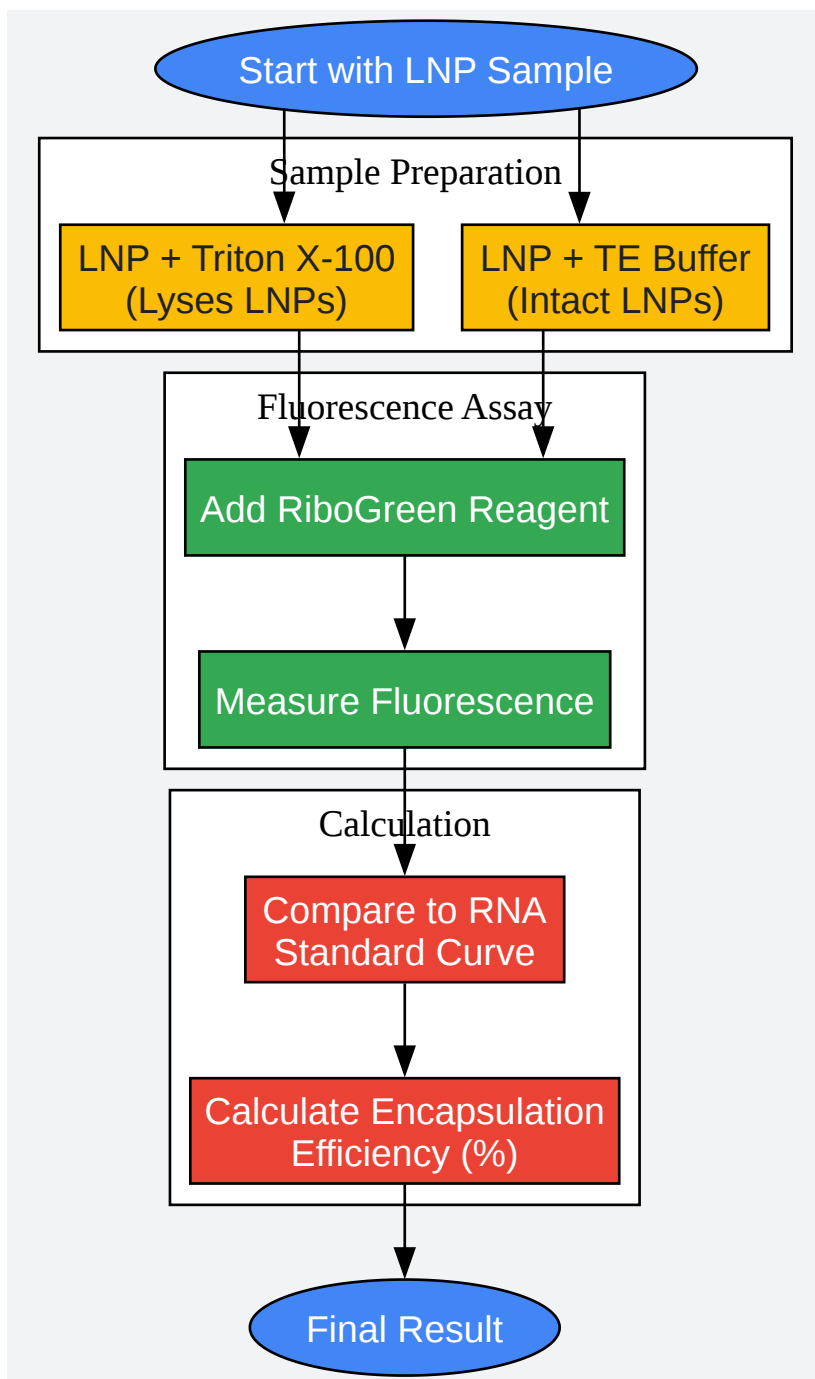 Start with LNP Sample
Sample Preparation
LNP + Triton X-100
(Lyses LNPs)
LNP + TE Buffer
(Intact LNPs)
Fluorescence Assay
Add RiboGreen Reagent
Measure Fluorescence
Calculation
Compare to RNA
Standard Curve
Calculate Encapsulation
Efficiency (%)
Final Result